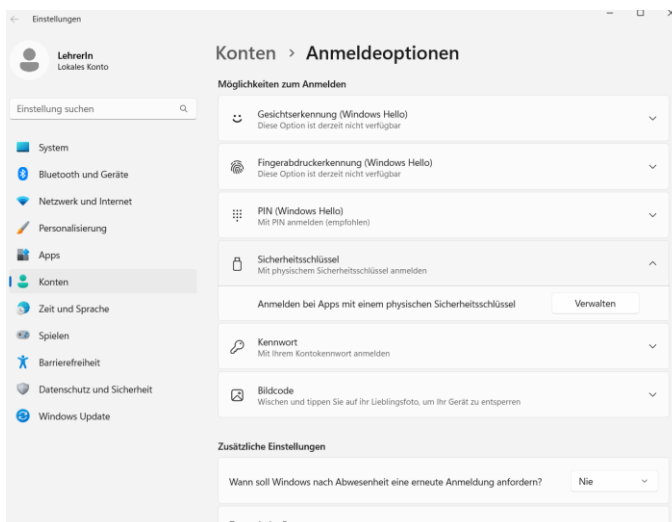 Einstellungen
LehrerIn
Lokales Konto
Einstellung suchen
System
Bluetooth und Geräte
Netzwerk und Internet
Personalisierung
Apps
Konten
Zeit und Sprache
Spielen
Barrierefreiheit
Datenschutz und Sicherheit
Windows Update
Konten > Anmeldeoptionen
Möglichkeiten zum Anmelden
Gesichtserkennung (Windows Hello)
Diese Option ist derzeit nicht verfügbar
Fingerabdruckerkennung (Windows Hello)
Diese Option ist derzeit nicht verfügbar
PIN (Windows Hello)
Mit PIN anmelden (empfohlen)
Sicherheitsschlüssel
Mit physischem Sicherheitsschlüssel anmelden
Anmelden bei Apps mit einem physischen Sicherheitsschlüssel Verwalten
Kennwort
Mit Ihrem Kontokennwort anmelden
Bildcode
Wischen und tippen Sie auf ihr Lieblingsfoto, um Ihr Gerät zu entsperren
Zusätzliche Einstellungen
Wann soll Windows nach Abwesenheit eine erneute Anmeldung anfordern? Nie